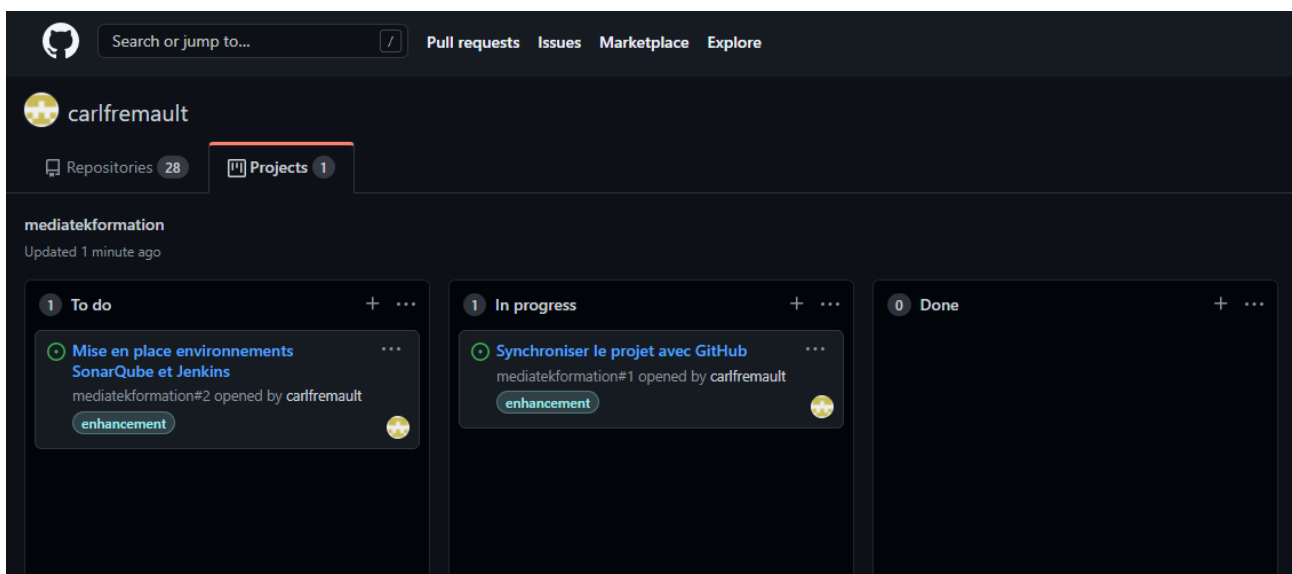 Search or jump to... /
Pull requests Issues Marketplace Explore
carlfremault
Repositories 28
Projects 1
mediatekformation
Updated 1 minute ago
1 To do
Mise en place environnements
SonarQube et Jenkins
mediatekformation#2 opened by carlfremault
enhancement
1 In progress
Synchroniser le projet avec GitHub
mediatekformation#1 opened by carlfremault
enhancement
0 Done